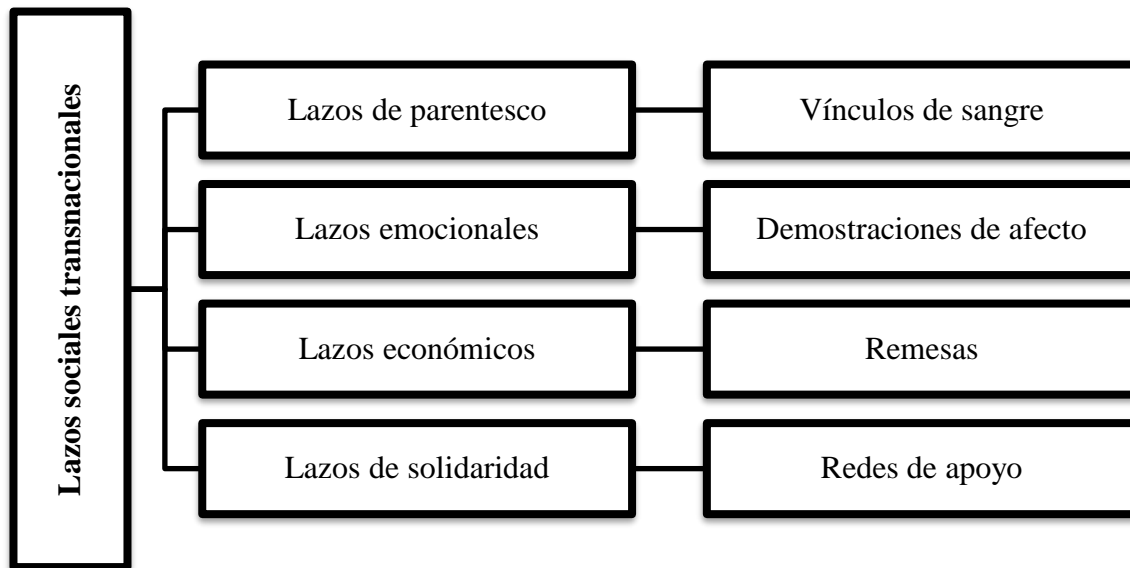 Lazos sociales transnacionales
Lazos de parentesco
Vínculos de sangre
Lazos emocionales
Demostraciones de afecto
Lazos económicos
Remesas
Lazos de solidaridad
Redes de apoyo